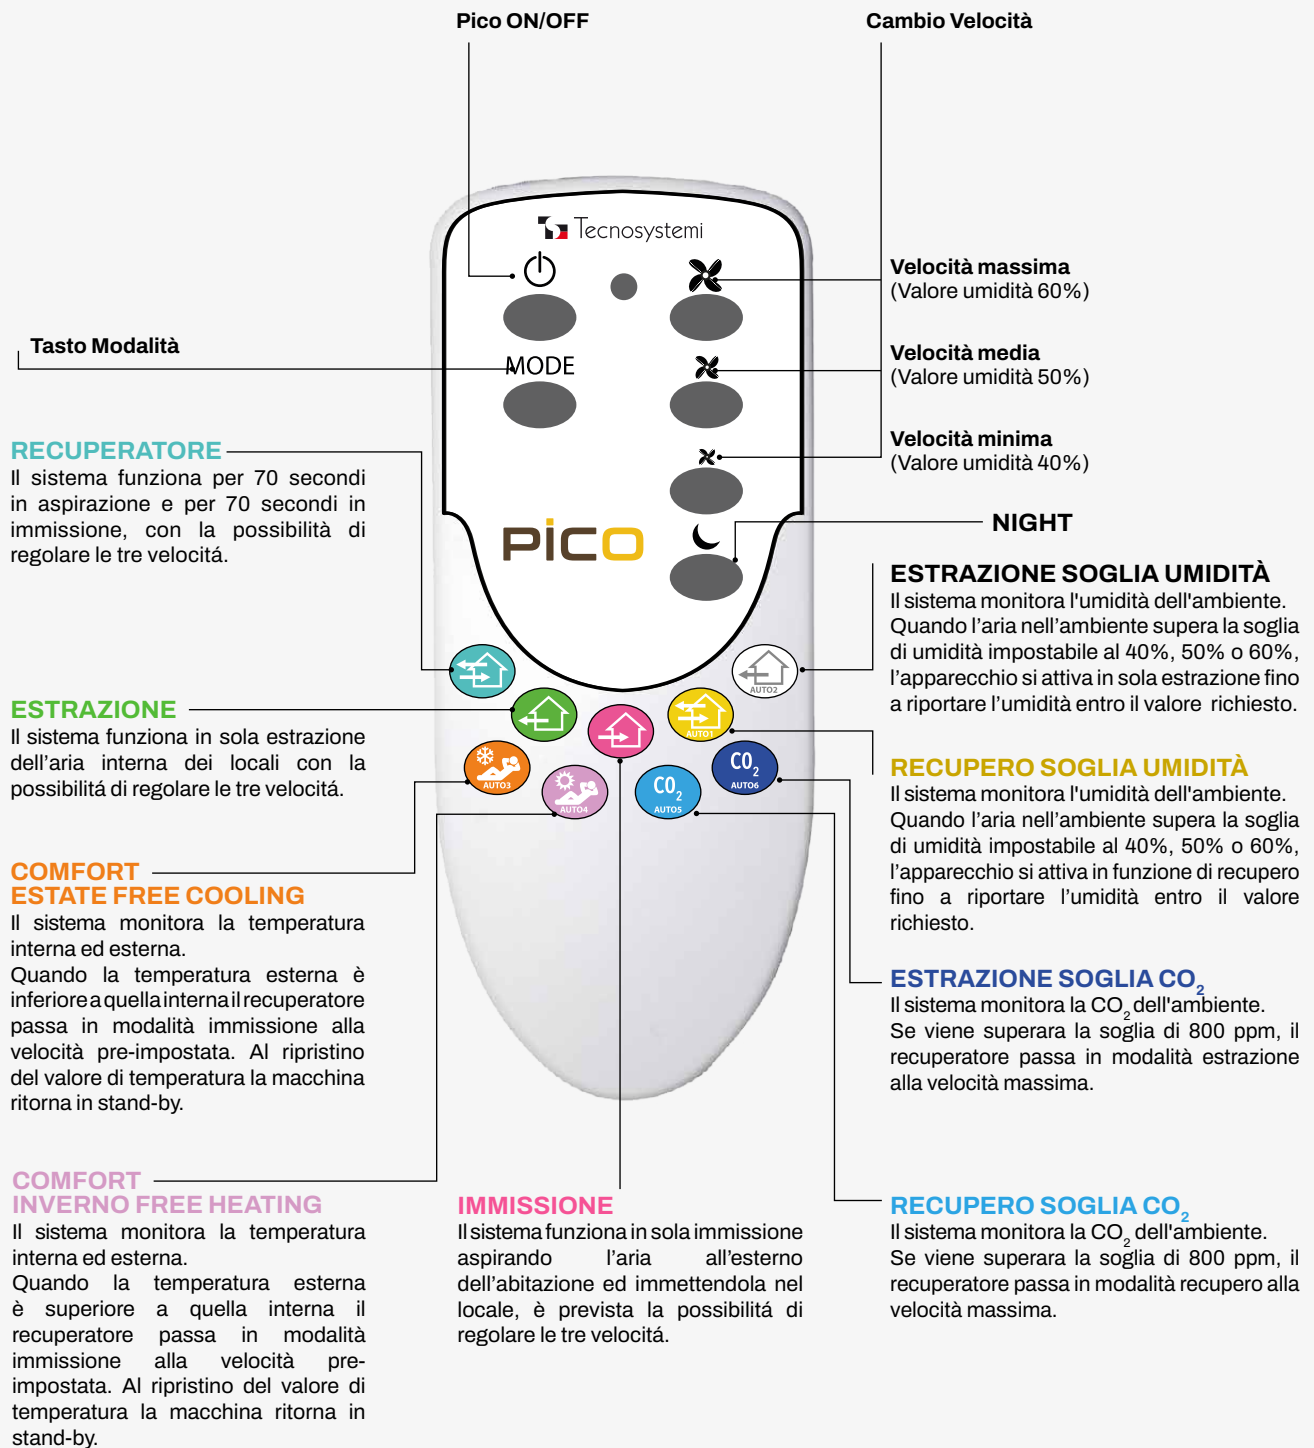 Pico ON/OFF
Cambio Velocità
Tecnosystemi
Velocità massima
(Valore umidità 60%)
Tasto Modalità
MODE
Velocità media
(Valore umidità 50%)
Velocità minima
(Valore umidità 40%)
RECUPERATORE
Il sistema funziona per 70 secondi
in aspirazione e per 70 secondi in
immissione, con la possibilità di
regolare le tre velocitá.
PICO
NIGHT
ESTRAZIONE SOGLIA UMIDITÀ
Il sistema monitora l'umidità dell'ambiente.
Quando l’aria nell’ambiente supera la soglia
di umidità impostabile al 40%, 50% o 60%,
l’apparecchio si attiva in sola estrazione fino
a riportare l’umidità entro il valore richiesto.
AUTO2
AUTO1
AUTO3
AUTO4
CO2
AUTO5
CO2
AUTO6
ESTRAZIONE
Il sistema funziona in sola estrazione
dell’aria interna dei locali con la
possibilitá di regolare le tre velocitá.
RECUPERO SOGLIA UMIDITÀ
Il sistema monitora l'umidità dell'ambiente.
Quando l’aria nell’ambiente supera la soglia
di umidità impostabile al 40%, 50% o 60%,
l’apparecchio si attiva in funzione di recupero
fino a riportare l’umidità entro il valore
richiesto.
COMFORT
ESTATE FREE COOLING
Il sistema monitora la temperatura
interna ed esterna.
Quando la temperatura esterna è
inferiore a quella interna il recuperatore
passa in modalità immissione alla
velocità pre-impostata. Al ripristino
del valore di temperatura la macchina
ritorna in stand-by.
ESTRAZIONE SOGLIA CO2
Il sistema monitora la CO2 dell'ambiente.
Se viene superara la soglia di 800 ppm, il
recuperatore passa in modalità estrazione
alla velocità massima.
COMFORT
INVERNO FREE HEATING
Il sistema monitora la temperatura
interna ed esterna.
Quando la temperatura esterna
è superiore a quella interna il
recuperatore passa in modalità
immissione alla velocità pre-
impostata. Al ripristino del valore di
temperatura la macchina ritorna in
stand-by.
IMMISSIONE
Il sistema funziona in sola immissione
aspirando l’aria all’esterno
dell’abitazione ed immettendola nel
locale, è prevista la possibilitá di
regolare le tre velocitá.
RECUPERO SOGLIA CO2
Il sistema monitora la CO2 dell'ambiente.
Se viene superara la soglia di 800 ppm, il
recuperatore passa in modalità recupero alla
velocità massima.